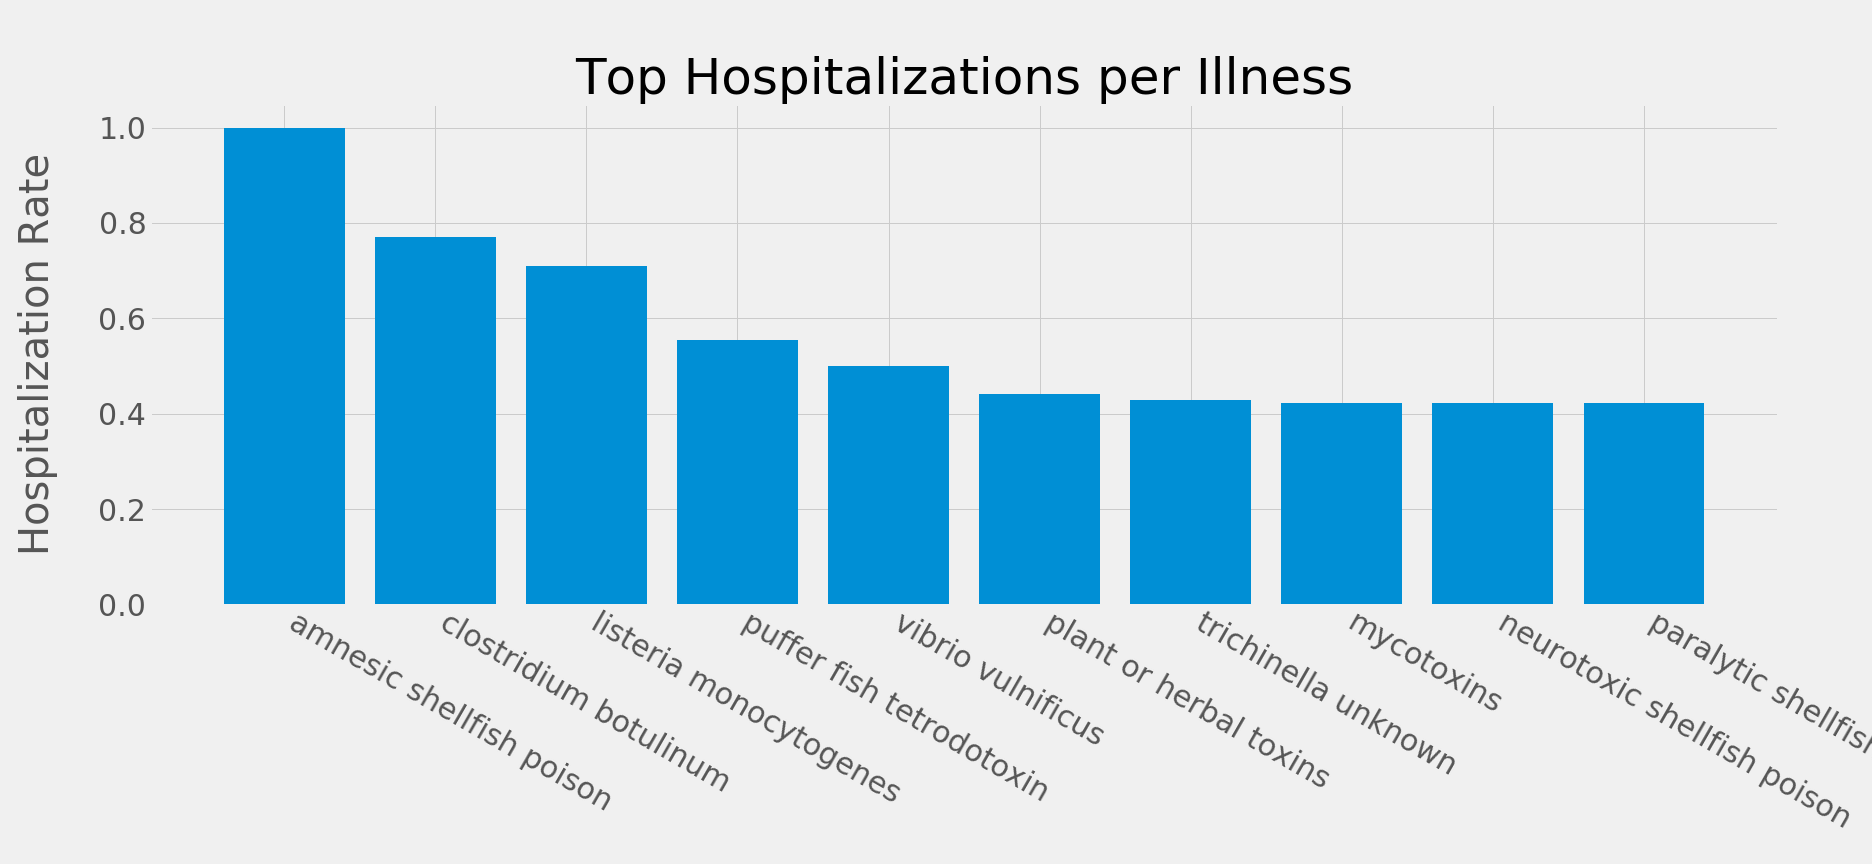 Top Hospitalizations per Illness
Hospitalization Rate
1.0
0.8
0.6
0.4
0.2
0.0
amnesic shellfish poison
clostridium botulinum
listeria monocytogenes
puffer fish tetrodotoxin
vibrio vulnificus
plant or herbal toxins
trichinella unknown
mycotoxins
neurotoxic shellfish poison
paralytic